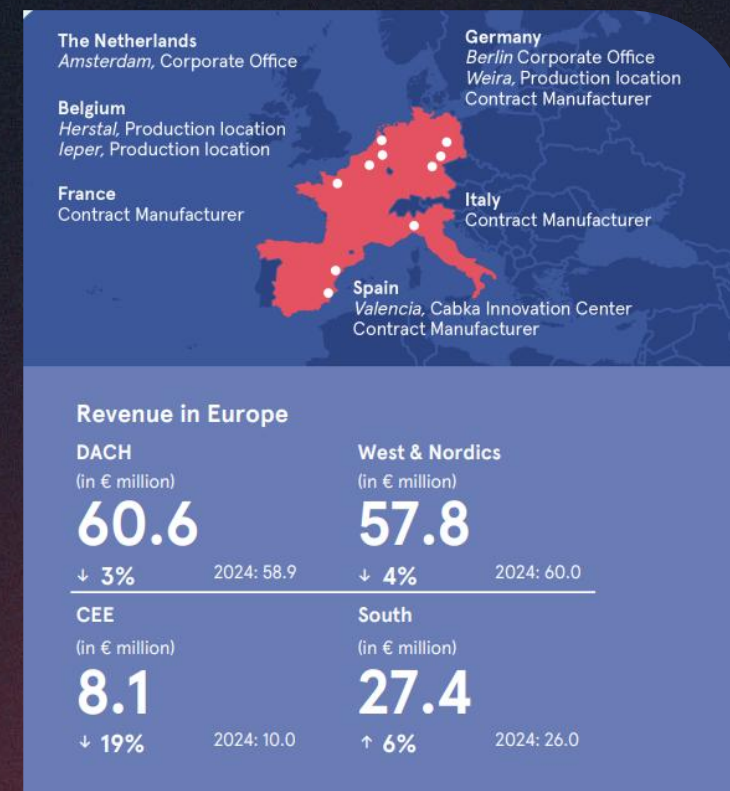 The Netherlands
Amsterdam, Corporate Office
Belgium
Herstal, Production location
Ieper, Production location
France
Contract Manufacturer
Germany
Berlin Corporate Office
Weira, Production location
Contract Manufacturer
Italy
Contract Manufacturer
Spain
Valencia, Cabka Innovation Center
Contract Manufacturer
Revenue in Europe
DACH
(in € million)
60.6
↓ 3% 2024: 58.9
West & Nordics
(in € million)
57.8
↓ 4% 2024: 60.0
CEE
(in € million)
8.1
↓ 19% 2024: 10.0
South
(in € million)
27.4
↑ 6% 2024: 26.0